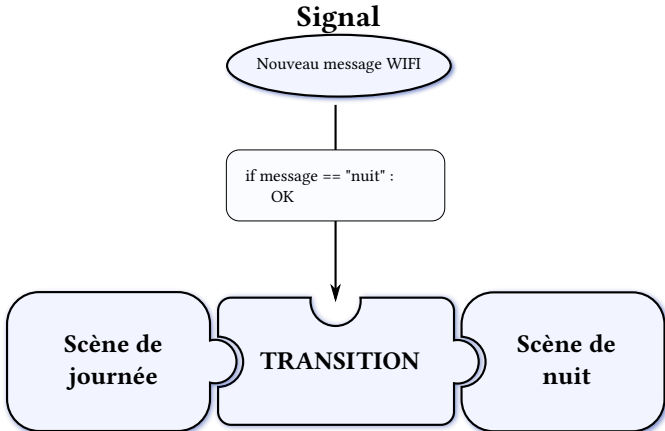 Signal
Nouveau message WIFI
if message == "nuit" :
OK
Scène de
journée
TRANSITION
Scène de
nuit